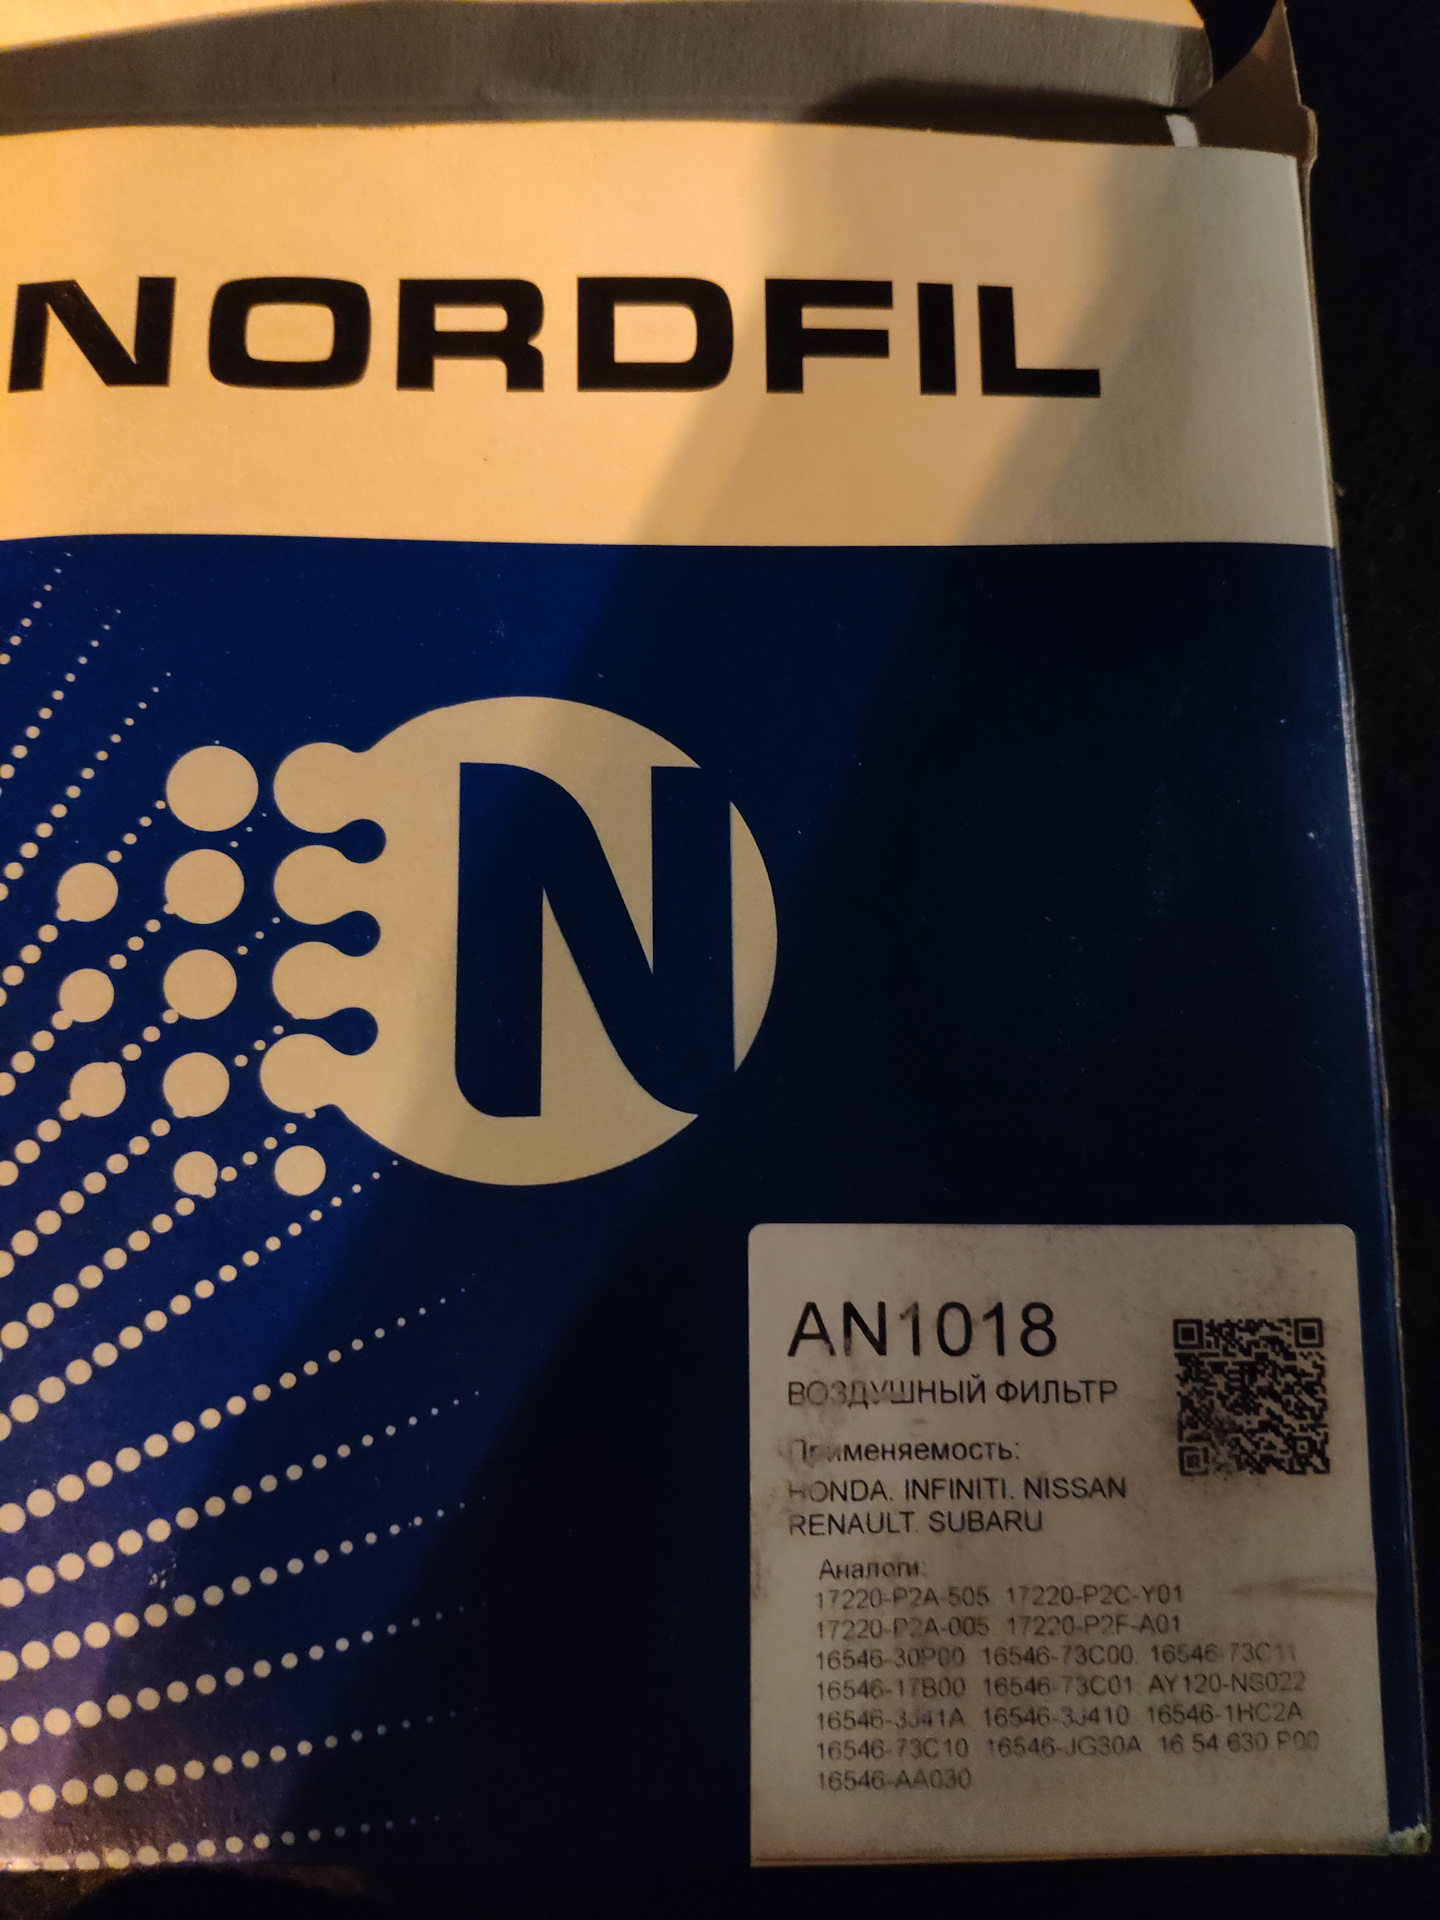 NORDFIL
N
AN1018
ВОЗДУШНЫЙ ФИЛЬТР
Применяемость:
HONDA. INFINITI. NISSAN
RENAULT. SUBARU
Аналоги:
17220-P2A-505 17220-P2C-Y01
17220-P2A-005 17220-P2F-A01
16546-30P00 16546-73C00 16546-73C11
16546-17B00 16546-73C01 AY120-NS022
16546-3J41A 16546-3J410 16546-1HC2A
16546-73C10 16546-JG30A 16 54 630 P00
16546-AA030